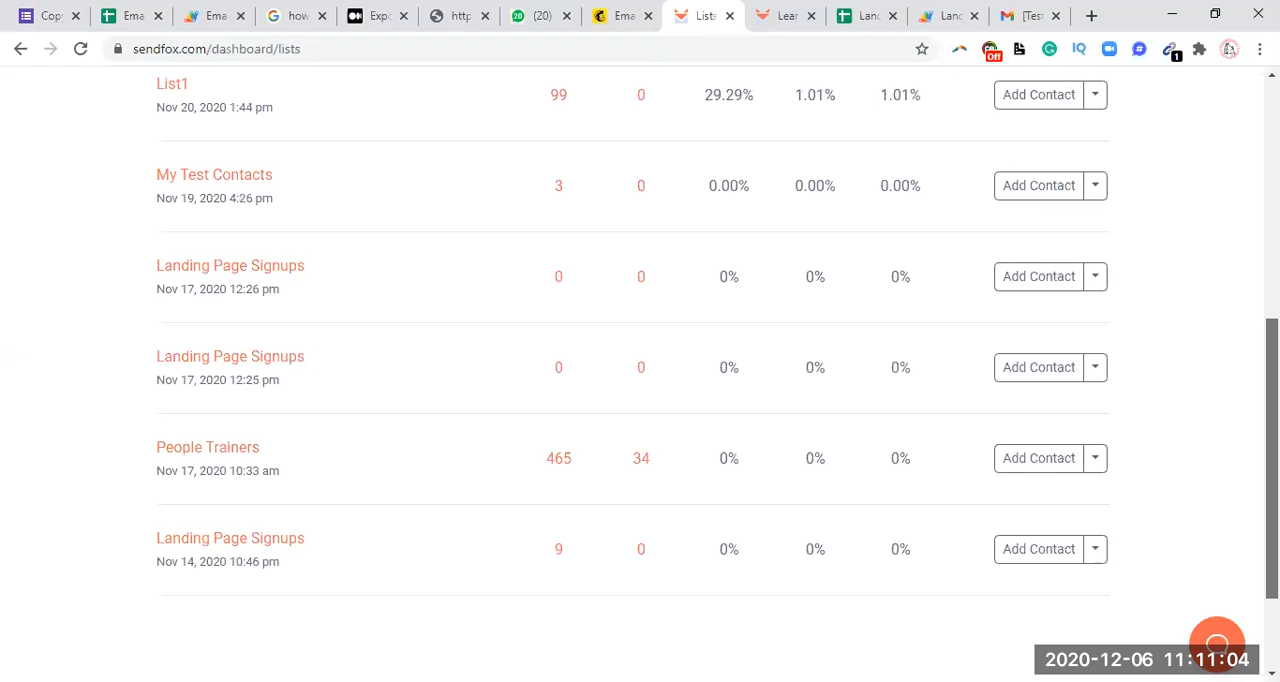 Copy
Ema
Ema
how
Expo
http
20 (20)
Ema
Lists
Lear
Lanc
Lanc
[Tes
sendfox.com/dashboard/lists
Off
IQ
1
List1 99 0 29.29% 1.01% 1.01% Add Contact
Nov 20, 2020 1:44 pm
My Test Contacts 3 0 0.00% 0.00% 0.00% Add Contact
Nov 19, 2020 4:26 pm
Landing Page Signups 0 0 0% 0% 0% Add Contact
Nov 17, 2020 12:26 pm
Landing Page Signups 0 0 0% 0% 0% Add Contact
Nov 17, 2020 12:25 pm
People Trainers 465 34 0% 0% 0% Add Contact
Nov 17, 2020 10:33 am
Landing Page Signups 9 0 0% 0% 0% Add Contact
Nov 14, 2020 10:46 pm
2020-12-06 11:11:04